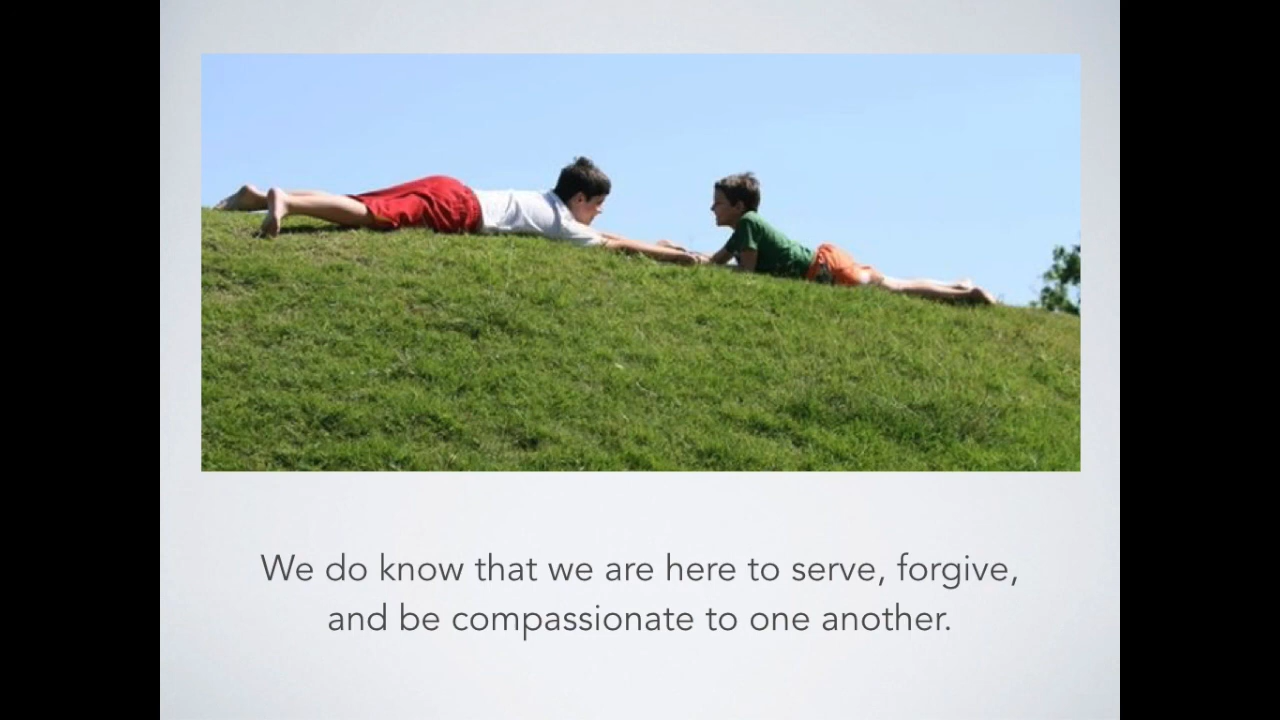 We do know that we are here to serve, forgive,
and be compassionate to one another.